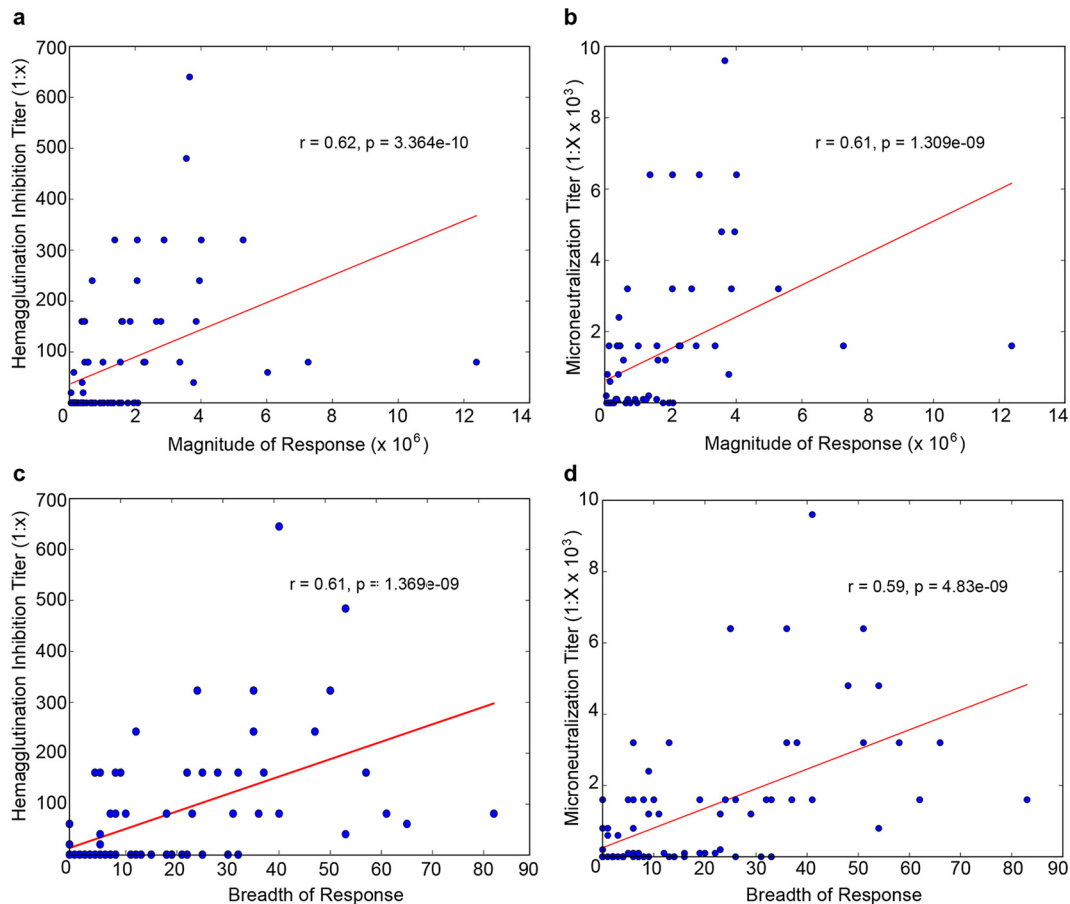 a
700
600
500
400
300
200
100
0
Hemagglutination Inhibition Titer (1:x)
r = 0.62, p = 3.364e-10
0 2 4 6 8 10 12 14
Magnitude of Response (x 10⁶)
b
10
8
6
4
2
0
Microneutralization Titer (1:X x 10³)
r = 0.61, p = 1.309e-09
0 2 4 6 8 10 12 14
Magnitude of Response (x 10⁶)
c
700
600
500
400
300
200
100
0
Hemagglutination Inhibition Titer (1:x)
r = 0.61, p = 1.369e-09
0 10 20 30 40 50 60 70 80 90
Breadth of Response
d
10
8
6
4
2
0
Microneutralization Titer (1:X x 10³)
r = 0.59, p = 4.83e-09
0 10 20 30 40 50 60 70 80 90
Breadth of Response